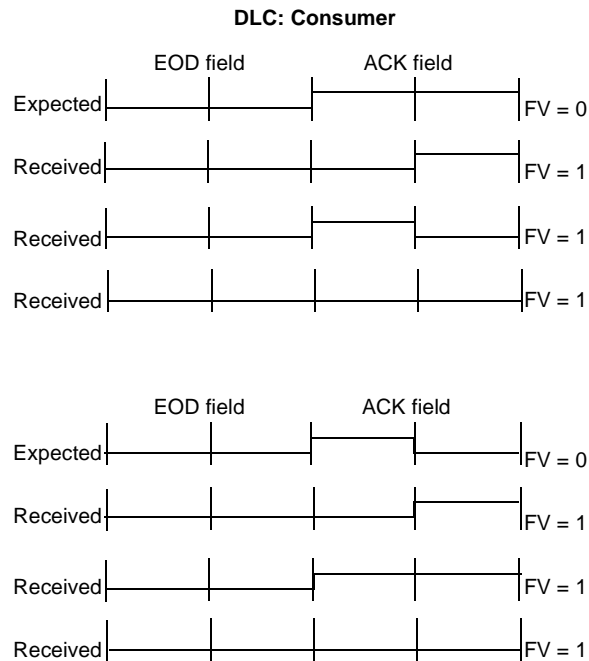 DLC: Consumer
EOD field ACK field
Expected FV = 0
Received FV = 1
Received FV = 1
Received FV = 1
EOD field ACK field
Expected FV = 0
Received FV = 1
Received FV = 1
Received FV = 1